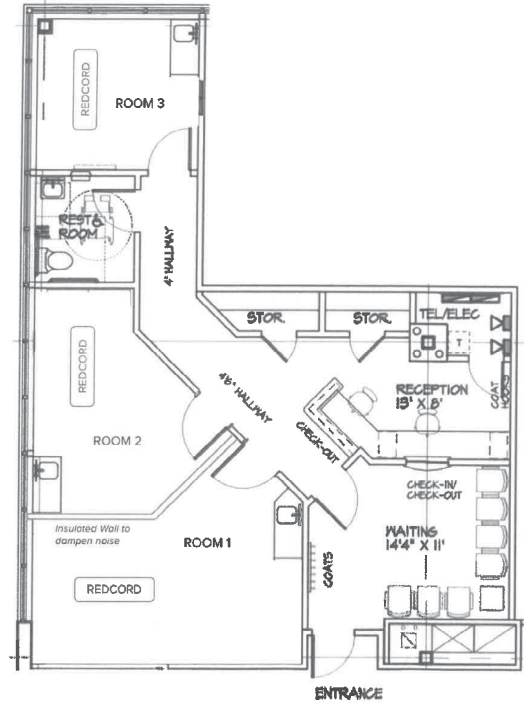 REDCORD
ROOM 3
REST
ROOM
4' HALLWAY
STOR.
STOR.
TEL/ELEC
T
COAT
HOOKS
REDCORD
RECEPTION
13' X 8'
HALLWAY
CHECK-OUT
ROOM 2
CHECK-IN/
CHECK-OUT
Insulated Wall to
dampen noise
ROOM 1
WAITING
14'4" X 11'
COATS
REDCORD
ENTRANCE